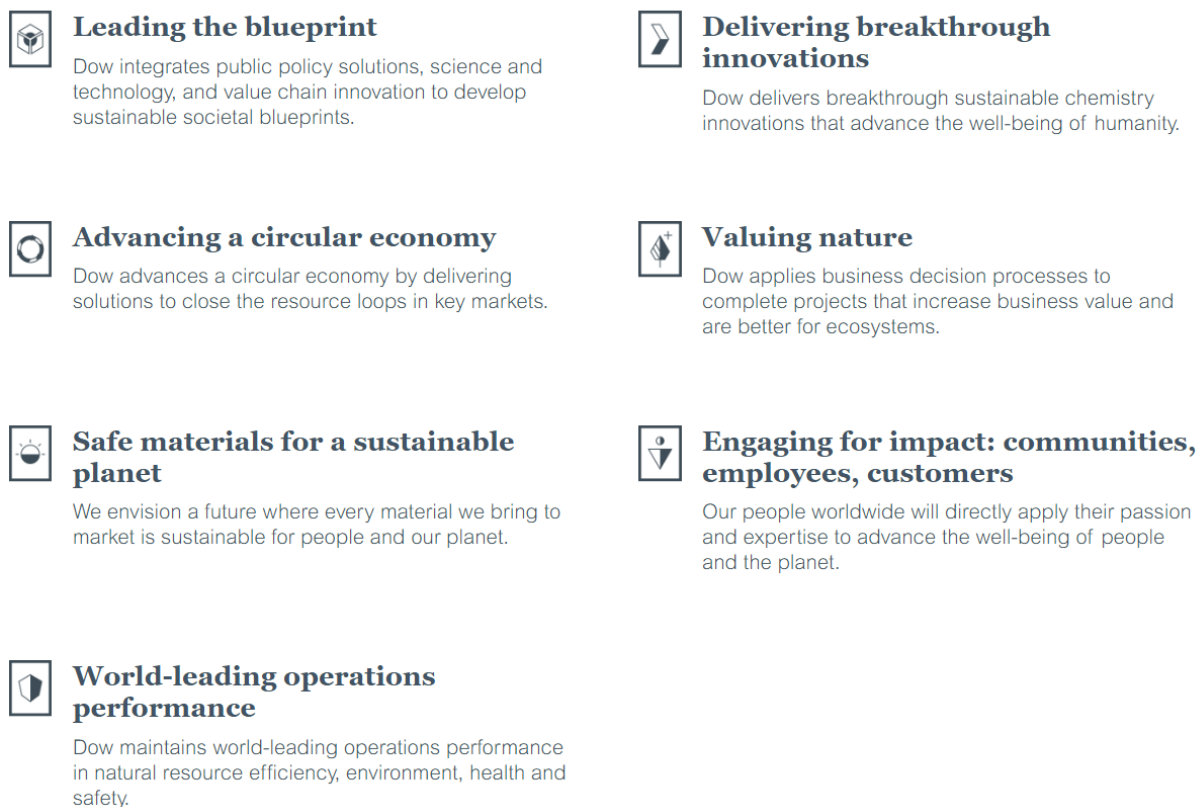 Leading the blueprint
Dow integrates public policy solutions, science and
technology, and value chain innovation to develop
sustainable societal blueprints.
Delivering breakthrough
innovations
Dow delivers breakthrough sustainable chemistry
innovations that advance the well-being of humanity.
Advancing a circular economy
Dow advances a circular economy by delivering
solutions to close the resource loops in key markets.
Valuing nature
Dow applies business decision processes to
complete projects that increase business value and
are better for ecosystems.
Safe materials for a sustainable
planet
We envision a future where every material we bring to
market is sustainable for people and our planet.
Engaging for impact: communities,
employees, customers
Our people worldwide will directly apply their passion
and expertise to advance the well-being of people
and the planet.
World-leading operations
performance
Dow maintains world-leading operations performance
in natural resource efficiency, environment, health and
safety.